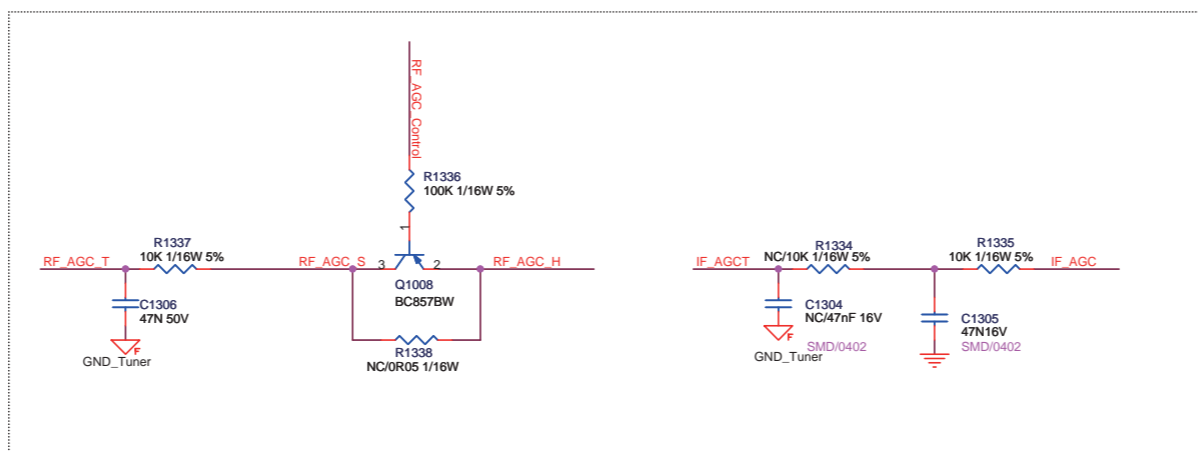 RF_AGC_Control
R1336
100K 1/16W 5%
1
R1337
10K 1/16W 5%
RF_AGC_T
RF_AGC_S
3
2
RF_AGC_H
Q1008
BC857BW
C1306
47N 50V
GND_Tuner
F
R1338
NC/0R05 1/16W
R1334
NC/10K 1/16W 5%
R1335
10K 1/16W 5%
IF_AGCT
IF_AGC
C1304
NC/47nF 16V
F
SMD/0402
GND_Tuner
C1305
47N16V
SMD/0402